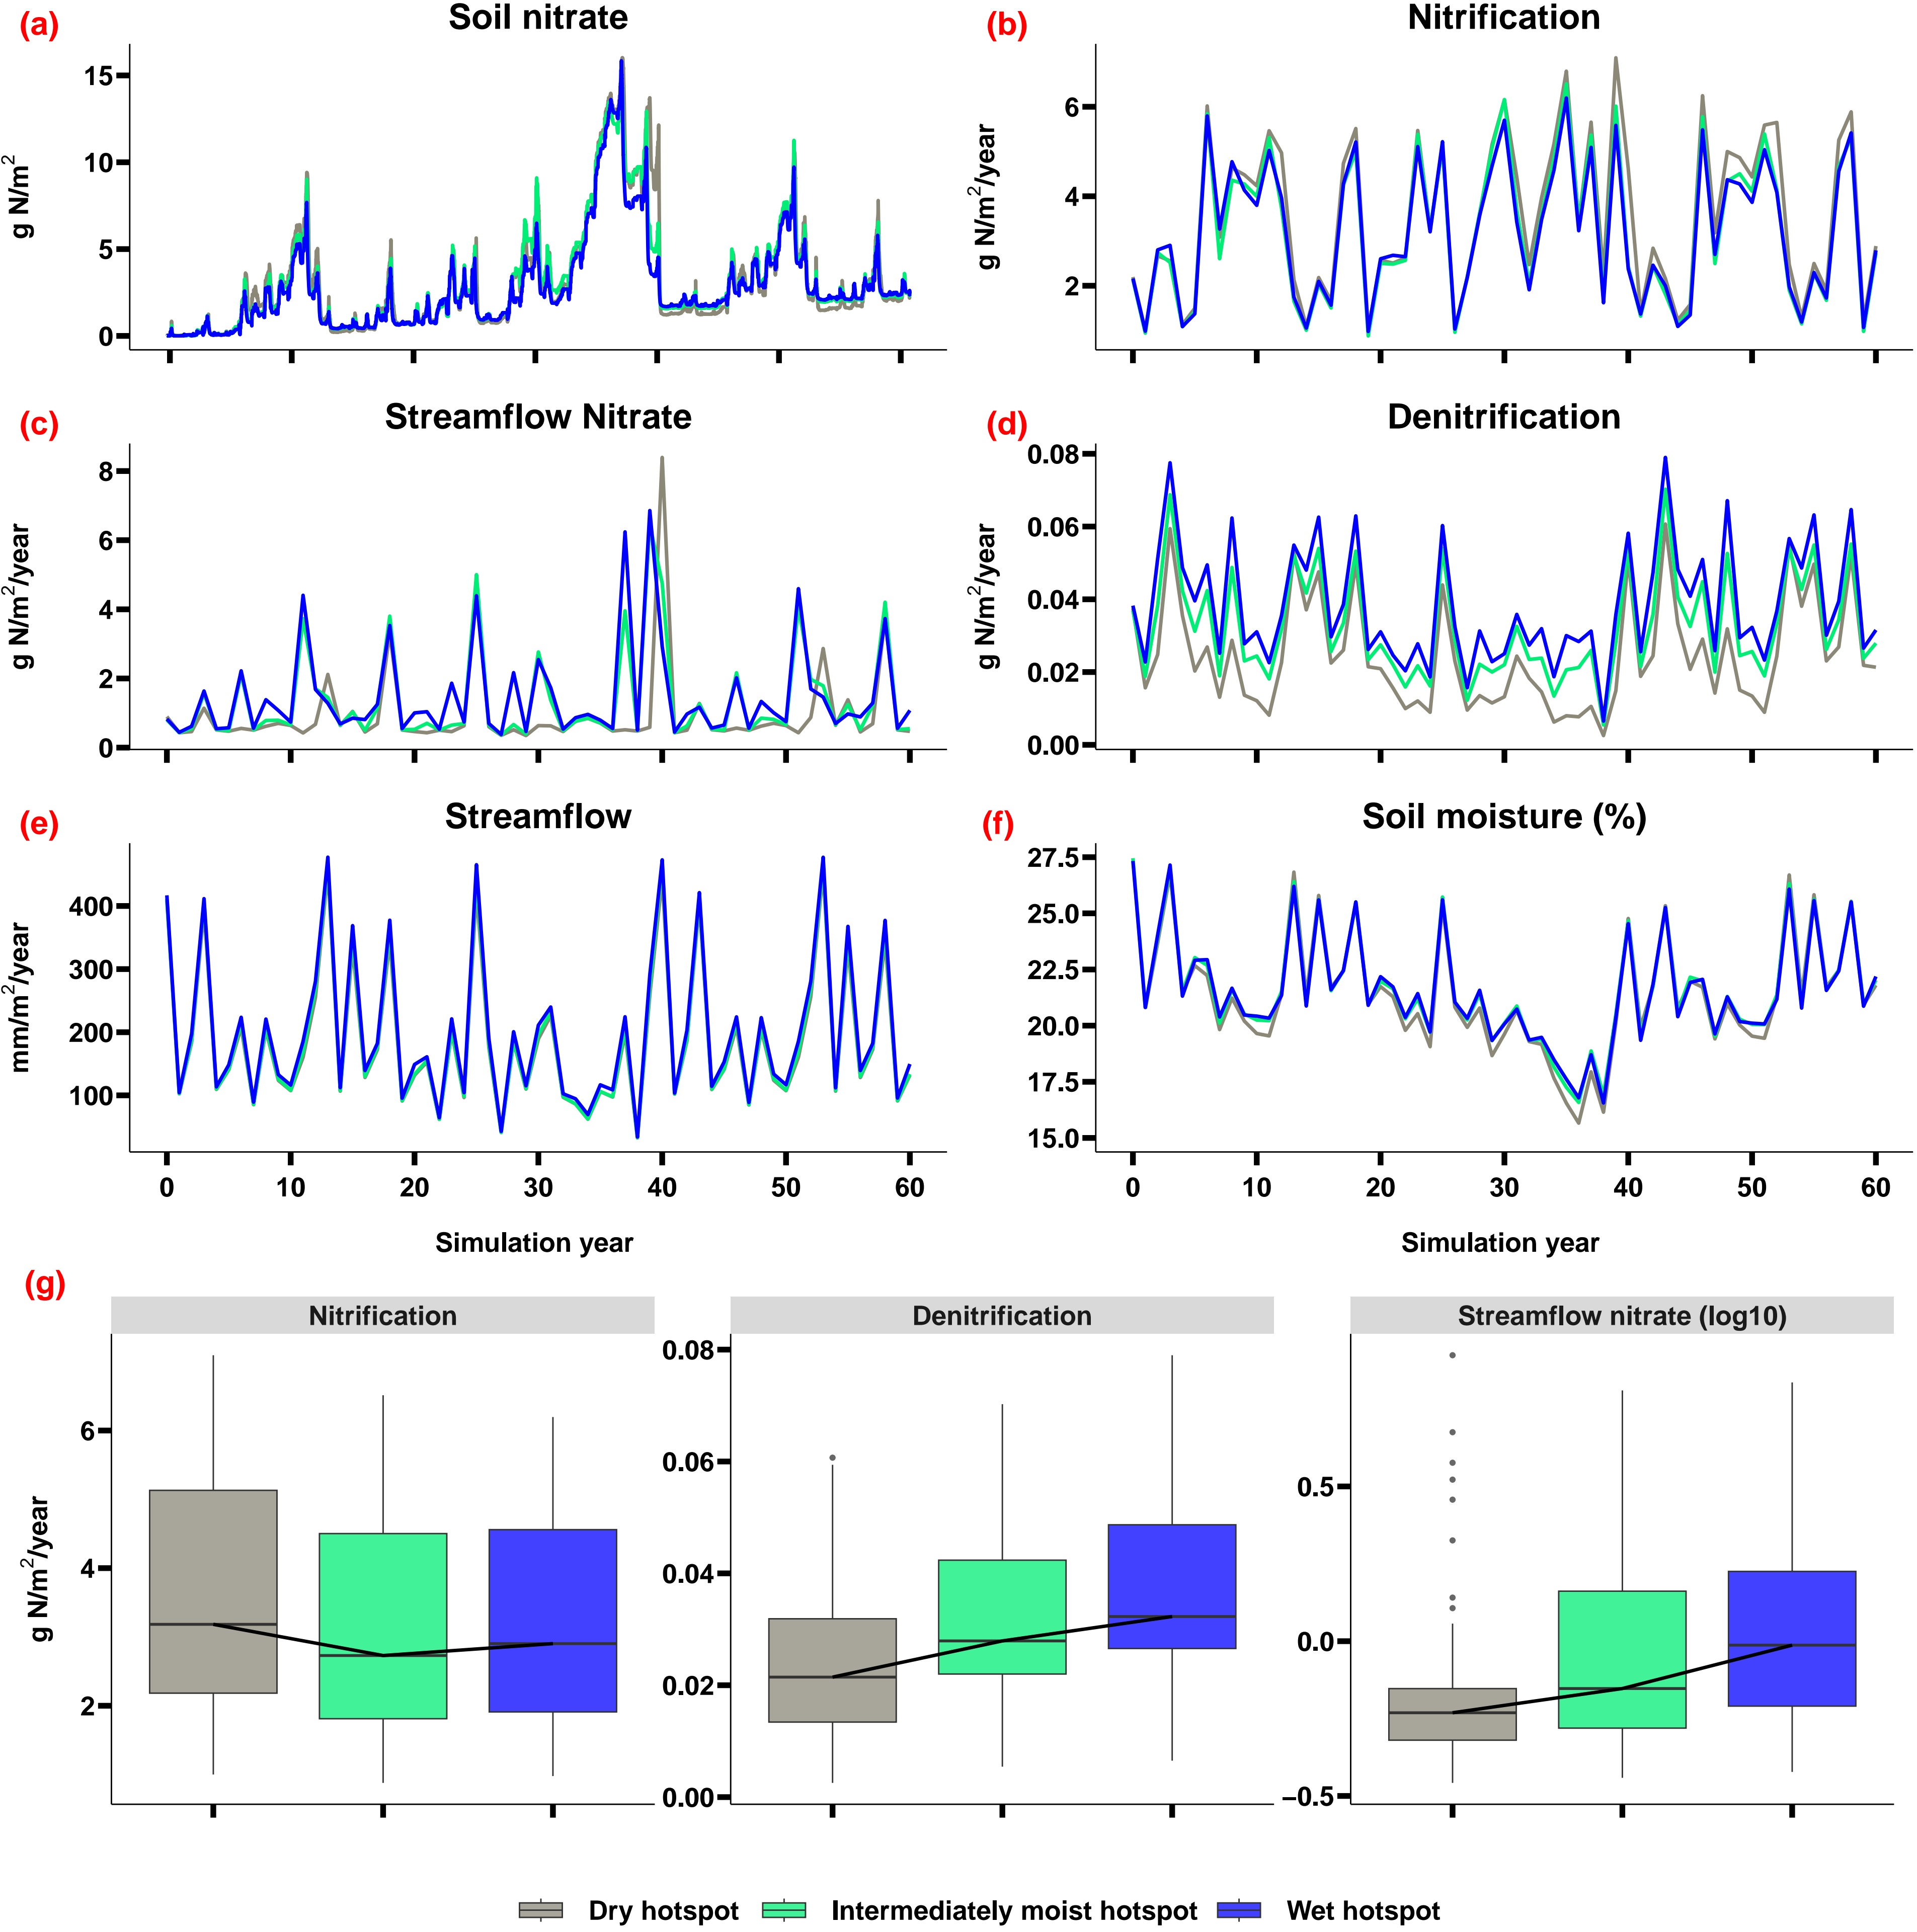 (a) Soil nitrate
g N/m²
15
10
5
0
(b) Nitrification
g N/m²/year
6
4
2
(c) Streamflow Nitrate
g N/m²/year
8
6
4
2
0
(d) Denitrification
g N/m²/year
0.08
0.06
0.04
0.02
0.00
(e) Streamflow
mm/m²/year
400
300
200
100
0 10 20 30 40 50 60
Simulation year
(f) Soil moisture (%)
27.5
25.0
22.5
20.0
17.5
15.0
0 10 20 30 40 50 60
Simulation year
(g)
Nitrification
g N/m²/year
6
4
2
Denitrification
0.08
0.06
0.04
0.02
0.00
Streamflow nitrate (log10)
0.5
0.0
−0.5
Dry hotspot Intermediately moist hotspot Wet hotspot